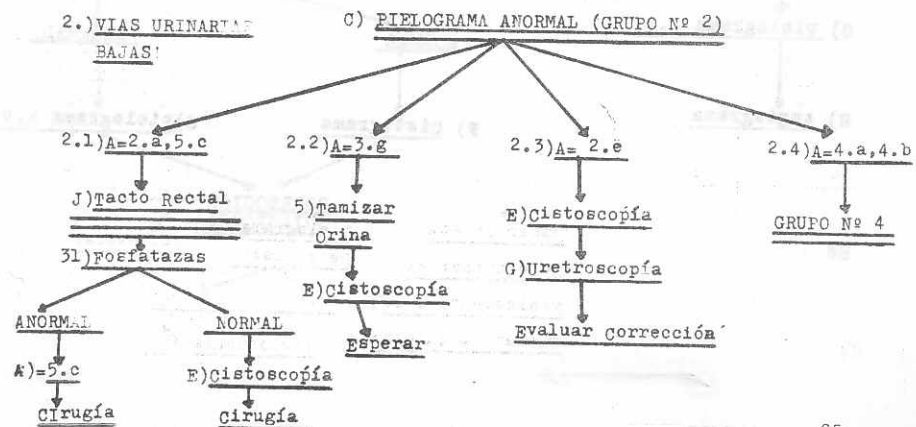 2.) VIAS URINARIAS
BAJAS:
C) PIELOGRAMA ANORMAL (GRUPO Nº 2)
2.1) A=2.a,5.c
J)Tacto Rectal
31)Fosfatazas
ANORMAL
A)=5.c
CIrugía
NORMAL
E)Cistoscopía
Cirugía
2.2) A=3.g
5)Tamizar
Orina
E)Cistoscopía
Esperar
2.3) A= 2.e
E)Cistoscopía
G)Uretroscopía
Evaluar corrección
2.4) A=4.a,4.b
GRUPO Nº 4